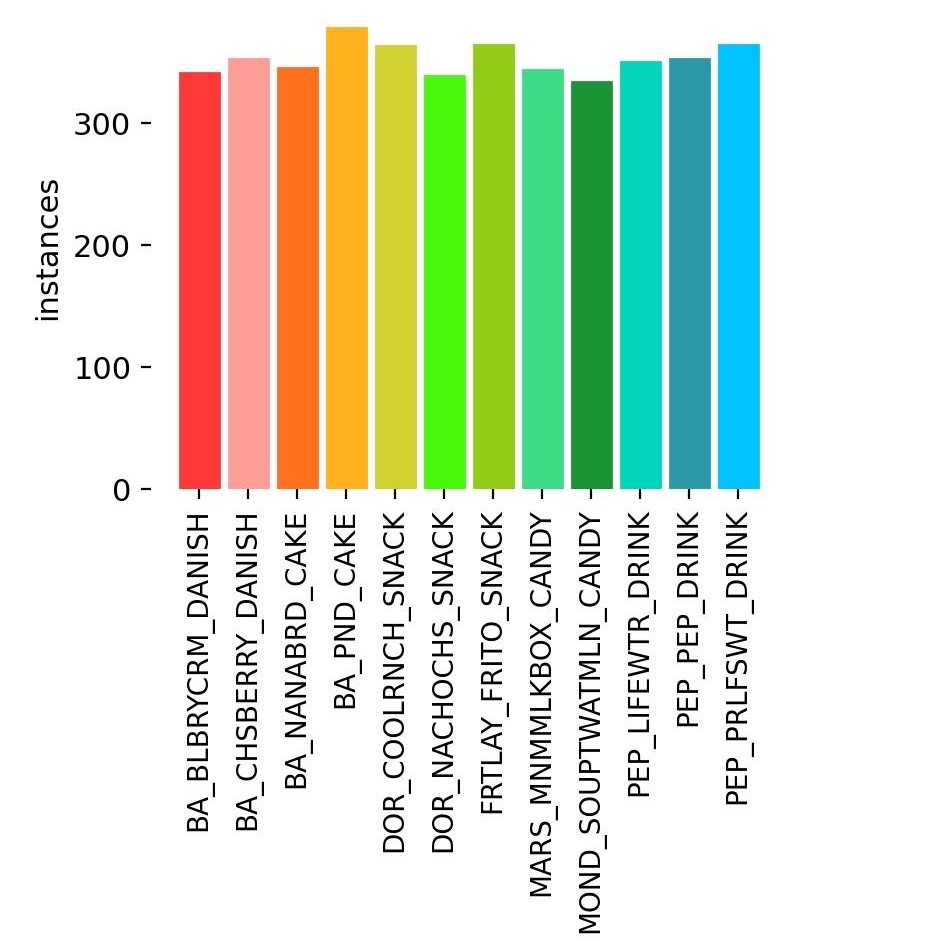 300
200
100
0
instances
BA_BLBRYCRM_DANISH
BA_CHSBERRY_DANISH
BA_NANABRD_CAKE
BA_PND_CAKE
DOR_COOLRNCH_SNACK
DOR_NACHOCHS_SNACK
FRTLAY_FRITO_SNACK
MARS_MNMMLKBOX_CANDY
MOND_SOUPTWATMLN_CANDY
PEP_LIFEWTR_DRINK
PEP_PEP_DRINK
PEP_PRLFSWT_DRINK